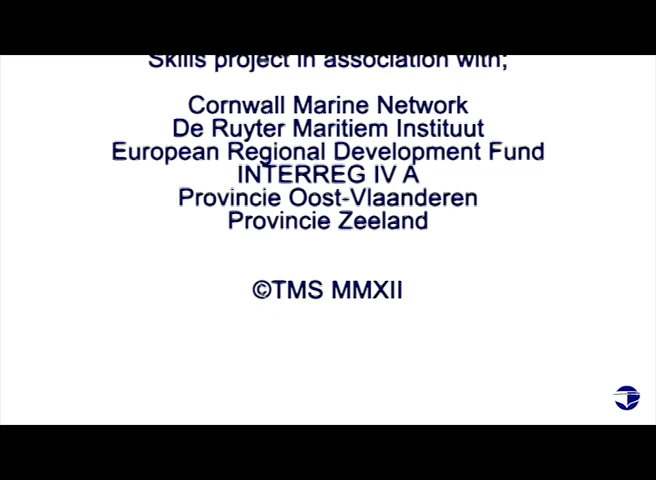 Skills project in association with;
Cornwall Marine Network
De Ruyter Maritiem Instituut
European Regional Development Fund
INTERREG IV A
Provincie Oost-Vlaanderen
Provincie Zeeland
©TMS MMXII